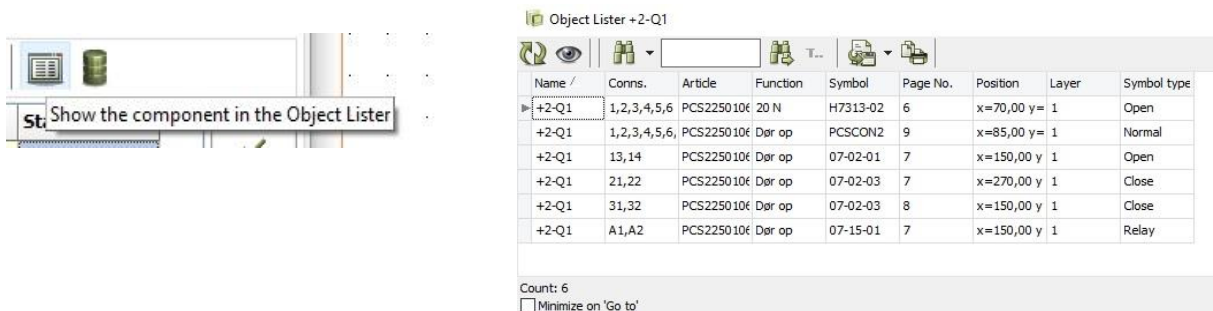 Show the component in the Object Lister
Object Lister +2-Q1
Name Conns. Article Function Symbol Page No. Position Layer Symbol type
+2-Q1 1,2,3,4,5,6 PCS2250106 20 N H7313-02 6 x=70,00 y= 1 Open
+2-Q1 1,2,3,4,5,6, PCS2250106 Dør op PCSCON2 9 x=85,00 y= 1 Normal
+2-Q1 13,14 PCS2250106 Dør op 07-02-01 7 x=150,00 y 1 Open
+2-Q1 21,22 PCS2250106 Dør op 07-02-03 7 x=270,00 y 1 Close
+2-Q1 31,32 PCS2250106 Dør op 07-02-03 8 x=150,00 y 1 Close
+2-Q1 A1,A2 PCS2250106 Dør op 07-15-01 7 x=150,00 y 1 Relay
Count: 6
Minimize on 'Go to'